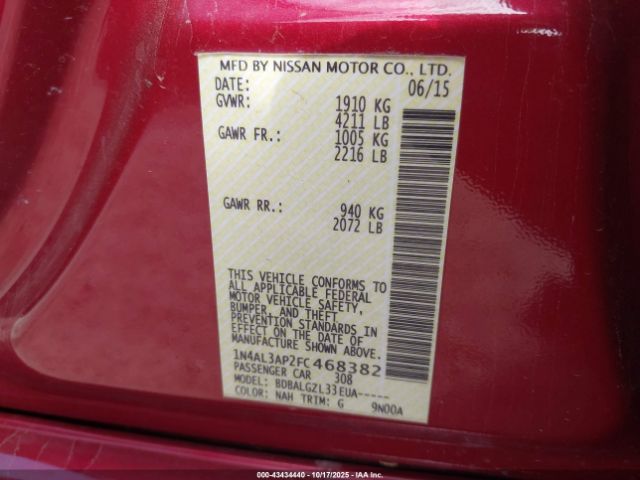 MFD BY NISSAN MOTOR CO., LTD.
DATE: 06/15
GVWR: 1910 KG
4211 LB
GAWR FR.: 1005 KG
2216 LB
GAWR RR.: 940 KG
2072 LB
THIS VEHICLE CONFORMS TO
ALL APPLICABLE FEDERAL
MOTOR VEHICLE SAFETY,
BUMPER, AND THEFT
PREVENTION STANDARDS IN
EFFECT ON THE DATE OF
MANUFACTURE SHOWN ABOVE.
1N4AL3AP2FC468382
PASSENGER CAR 308
MODEL: BDBALGZL33EUA-----
COLOR: NAH TRIM: G 9N00A
000-43434440 - 10/17/2025 - IAA Inc.